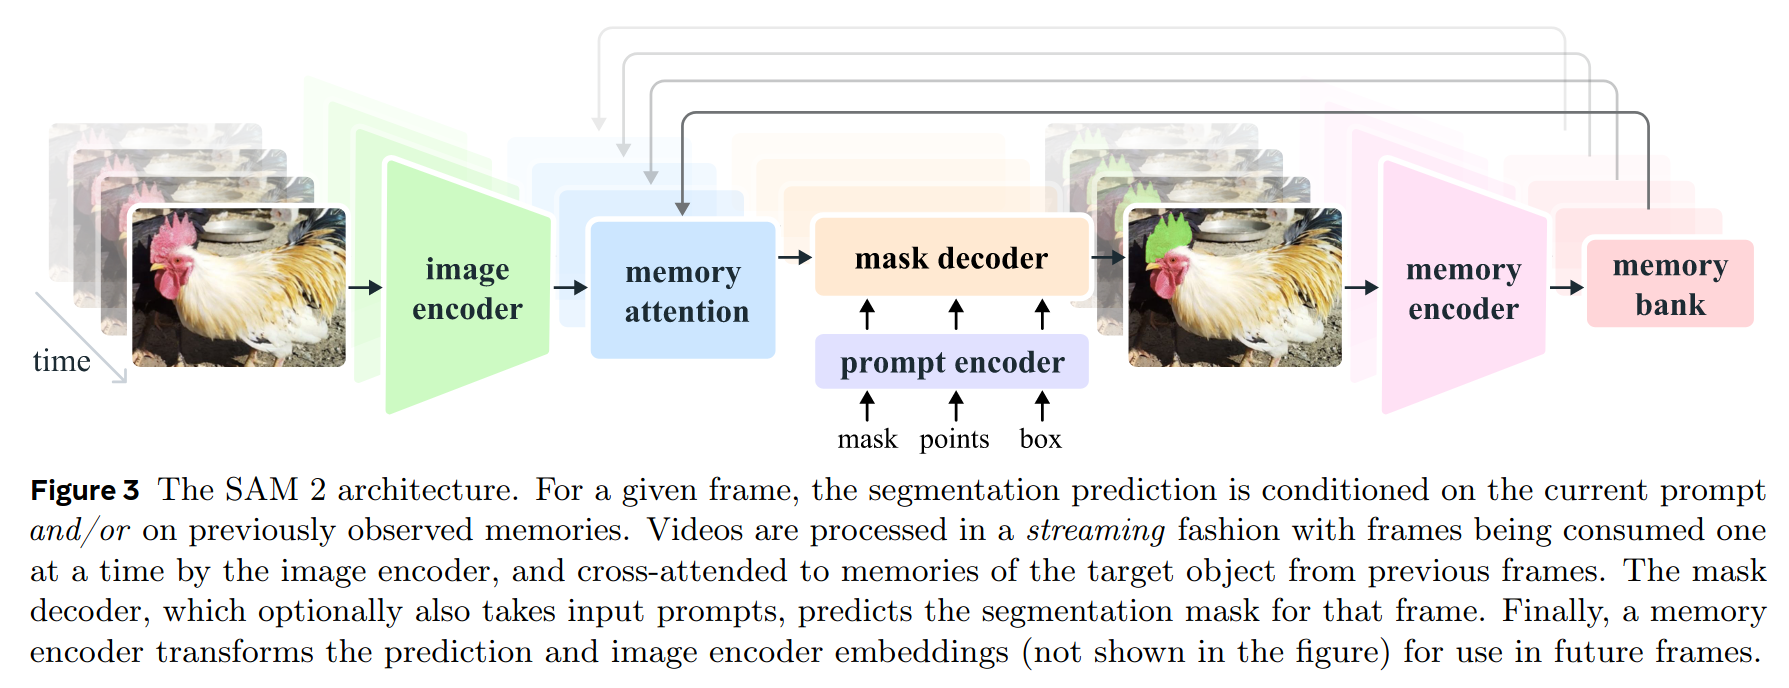 time
image
encoder
memory
attention
mask decoder
prompt encoder
mask points box
memory
encoder
memory
bank
Figure 3 The SAM 2 architecture. For a given frame, the segmentation prediction is conditioned on the current prompt
and/or on previously observed memories. Videos are processed in a streaming fashion with frames being consumed one
at a time by the image encoder, and cross-attended to memories of the target object from previous frames. The mask
decoder, which optionally also takes input prompts, predicts the segmentation mask for that frame. Finally, a memory
encoder transforms the prediction and image encoder embeddings (not shown in the figure) for use in future frames.